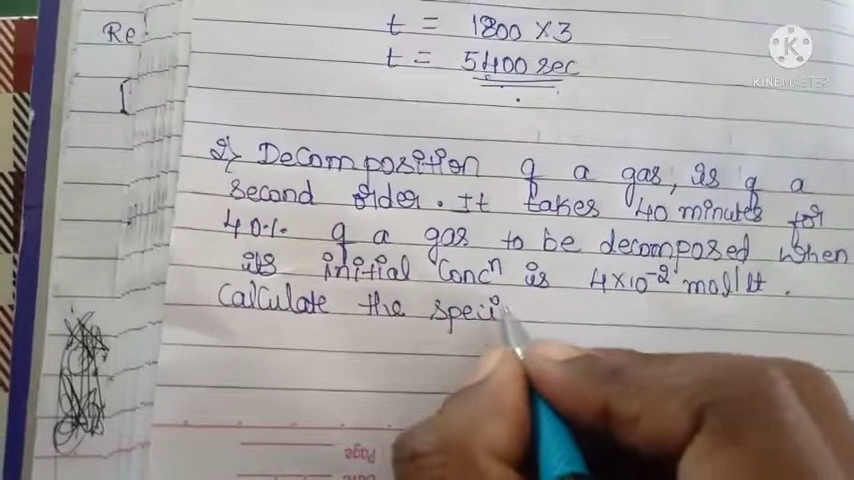 Re!
t = 1800 × 3
t = 5400 sec
KINEMASTER
2) Decomposition of a gas, is of a
second order. It takes 40 minutes for
40% of a gas to be decomposed when
its initial Concⁿ is 4×10⁻² mol/lt.
Calculate the speci
Page
Date